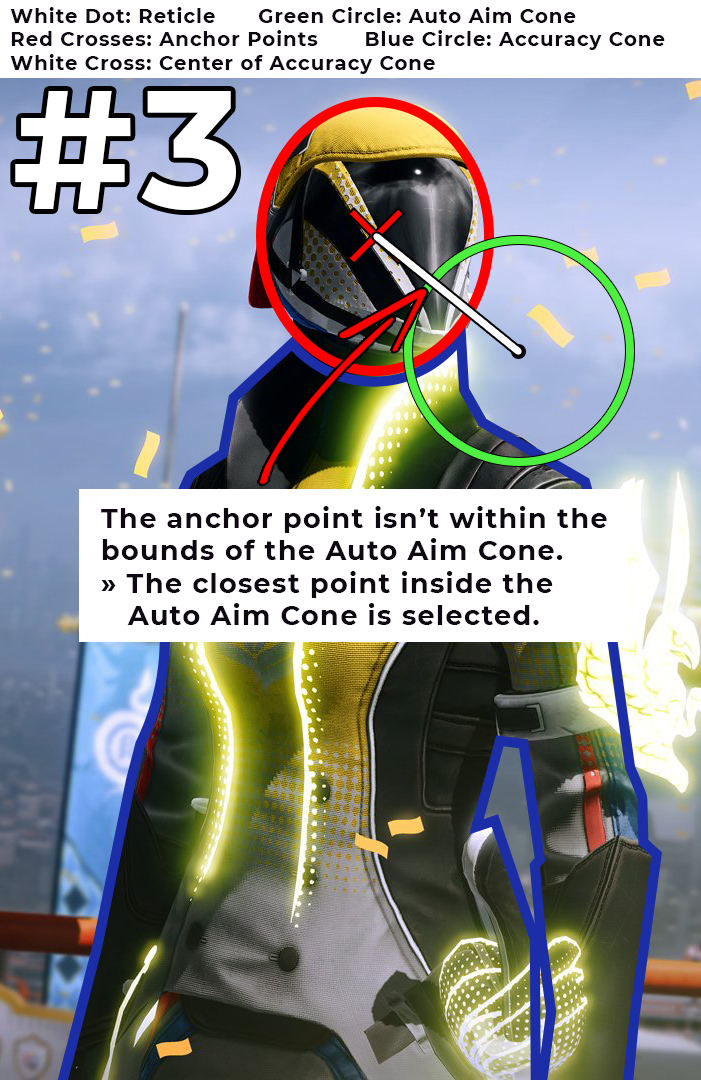 White Dot: Reticle Green Circle: Auto Aim Cone
Red Crosses: Anchor Points Blue Circle: Accuracy Cone
White Cross: Center of Accuracy Cone
#3
The anchor point isn’t within the
bounds of the Auto Aim Cone.
» The closest point inside the
Auto Aim Cone is selected.